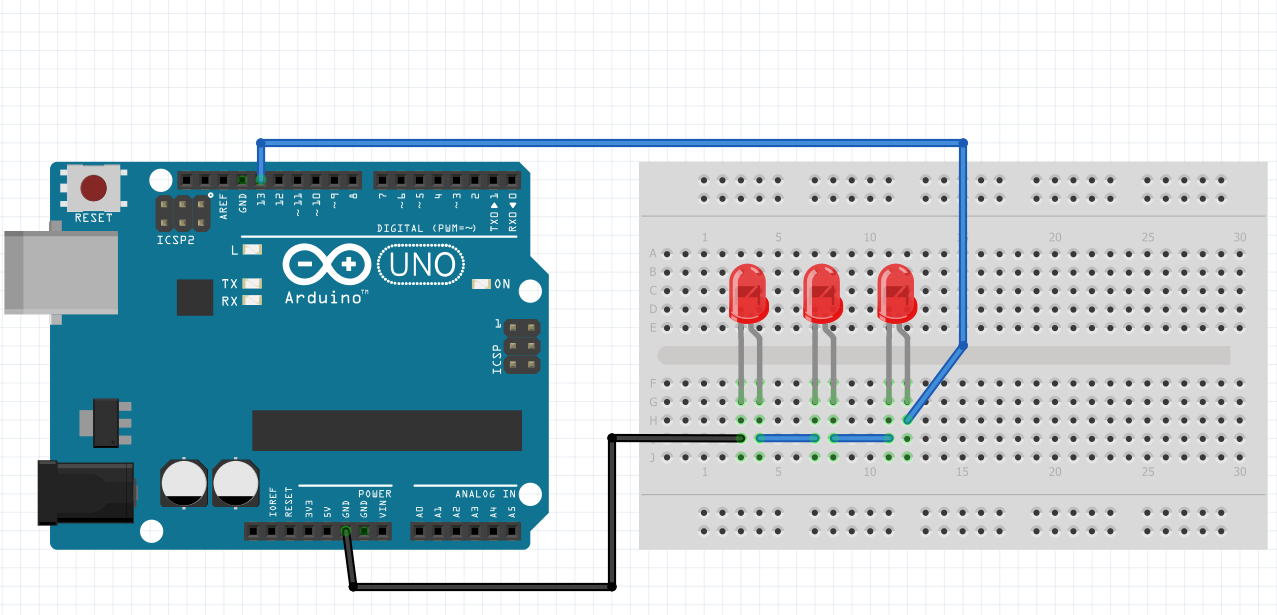 RESET
ICSP2
AREF
GND
13
12
~11
~10
~9
8
7
~6
~5
4
~3
2
TXD▶1
RXD◀0
DIGITAL (PWM=~)
L
TX
RX
UNO
Arduino™
ON
1
ICSP
IOREF
RESET
3V3
5V
GND
GND
VIN
POWER
ANALOG IN
A0
A1
A2
A3
A4
A5
1 5 10 15 20 25 30
A
B
C
D
E
F
G
H
J
1 5 10 15 20 25 30